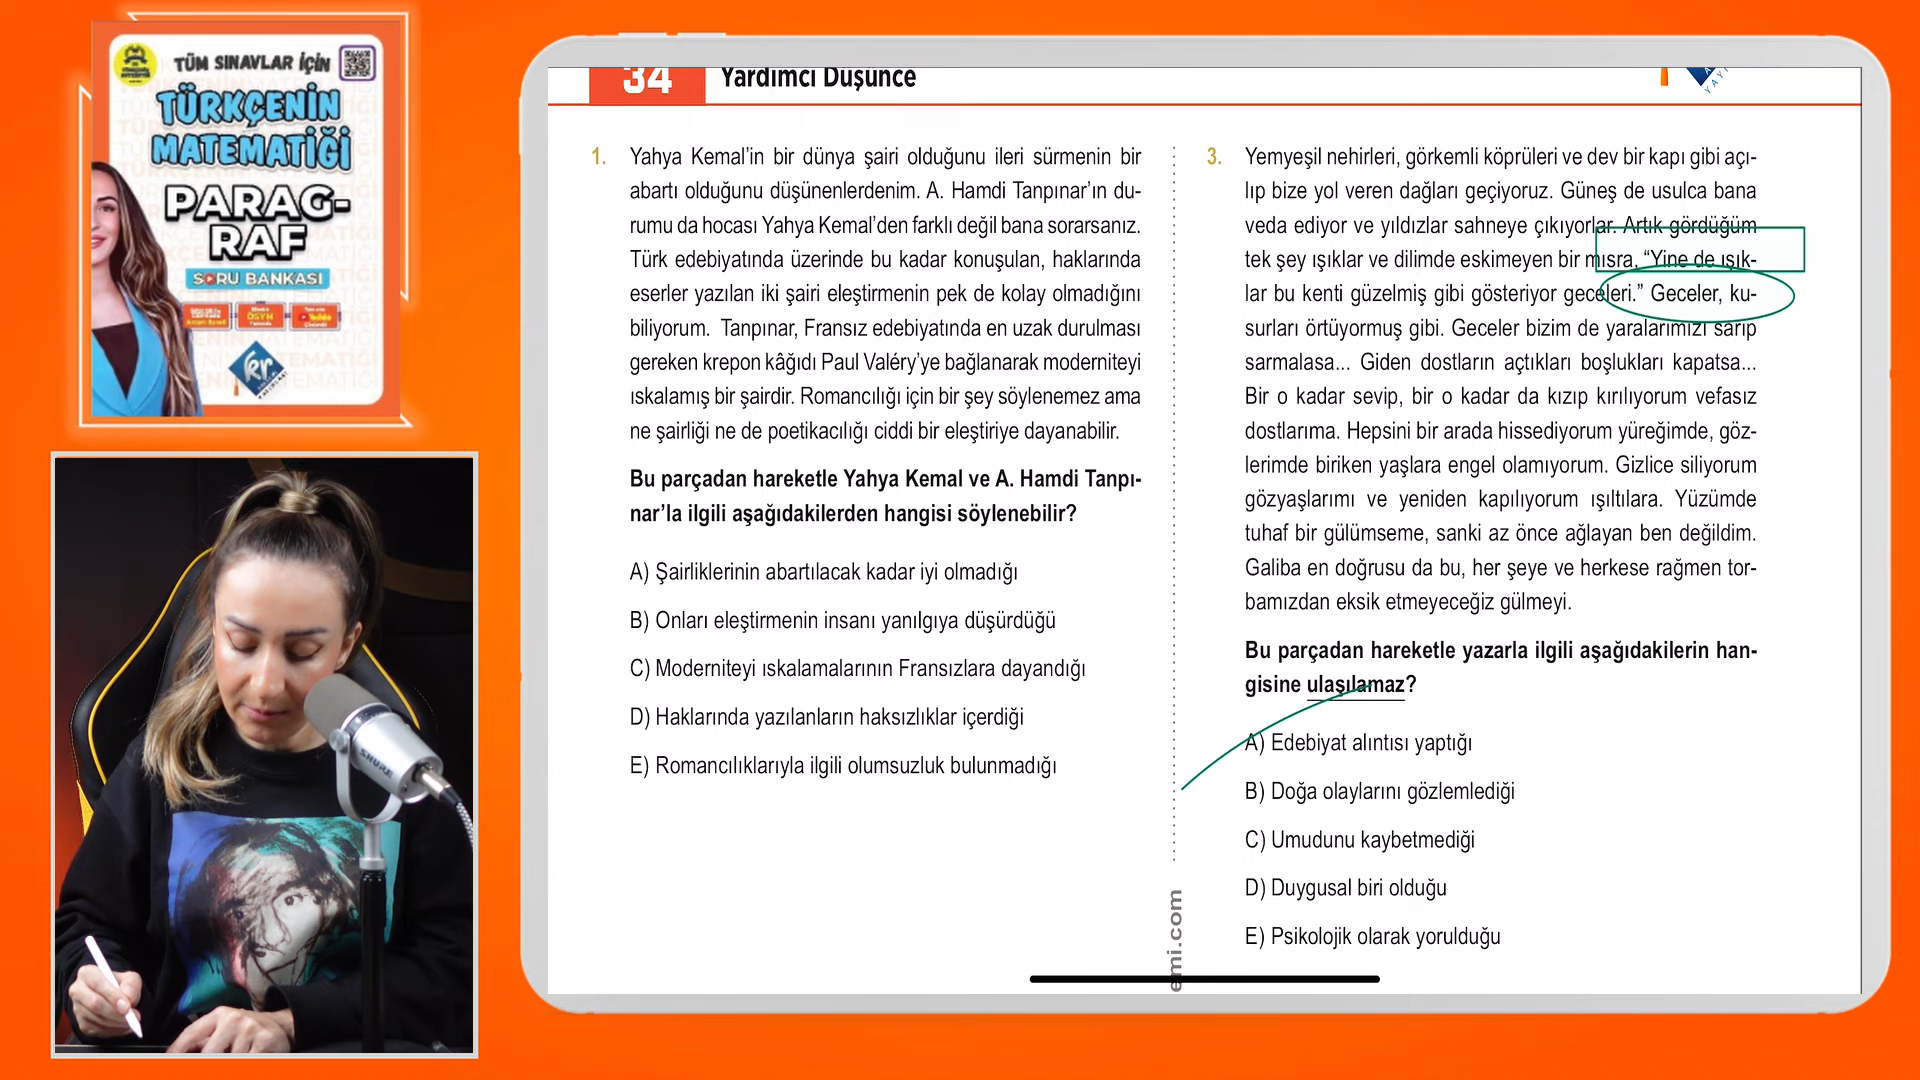 TÜM SINAVLAR İÇİN
TÜRKÇENİN
MATEMATİĞİ
PARAG-
RAF
SORU BANKASI
34
Yardımcı Düşünce
1. Yahya Kemal'in bir dünya şairi olduğunu ileri sürmenin bir
abartı olduğunu düşünenlerdenim. A. Hamdi Tanpınar'ın du-
rumu da hocası Yahya Kemal'den farklı değil bana sorarsanız.
Türk edebiyatında üzerinde bu kadar konuşulan, haklarında
eserler yazılan iki şairi eleştirmenin pek de kolay olmadığını
biliyorum. Tanpınar, Fransız edebiyatında en uzak durulması
gereken krepon kâğıdı Paul Valéry'ye bağlanarak moderniteyi
ıskalamış bir şairdir. Romancılığı için bir şey söylenemez ama
ne şairliği ne de poetikacılığı ciddi bir eleştiriye dayanabilir.
Bu parçadan hareketle Yahya Kemal ve A. Hamdi Tanpı-
nar'la ilgili aşağıdakilerden hangisi söylenebilir?
A) Şairliklerinin abartılacak kadar iyi olmadığı
B) Onları eleştirmenin insanı yanılgıya düşürdüğü
C) Moderniteyi ıskalamalarının Fransızlara dayandığı
D) Haklarında yazılanların haksızlıklar içerdiği
E) Romancılıklarıyla ilgili olumsuzluk bulunmadığı
3. Yemyeşil nehirleri, görkemli köprüleri ve dev bir kapı gibi açı-
lıp bize yol veren dağları geçiyoruz. Güneş de usulca bana
veda ediyor ve yıldızlar sahneye çıkıyorlar. Artık gördüğüm
tek şey ışıklar ve dilimde eskimeyen bir mısra, “Yine de ışık-
lar bu kenti güzelmiş gibi gösteriyor geceleri.” Geceler, ku-
surları örtüyormuş gibi. Geceler bizim de yaralarımızı sarıp
sarmalasa... Giden dostların açtıkları boşlukları kapatsa...
Bir o kadar sevip, bir o kadar da kızıp kırılıyorum vefasız
dostlarıma. Hepsini bir arada hissediyorum yüreğimde, göz-
lerimde biriken yaşlara engel olamıyorum. Gizlice siliyorum
gözyaşlarımı ve yeniden kapılıyorum ışıltılara. Yüzümde
tuhaf bir gülümseme, sanki az önce ağlayan ben değildim.
Galiba en doğrusu da bu, her şeye ve herkese rağmen tor-
bamızdan eksik etmeyeceğiz gülmeyi.
Bu parçadan hareketle yazarla ilgili aşağıdakilerin han-
gisine ulaşılamaz?
A) Edebiyat alıntısı yaptığı
B) Doğa olaylarını gözlemlediği
C) Umudunu kaybetmediği
D) Duygusal biri olduğu
E) Psikolojik olarak yorulduğu
emi.com
SHURE